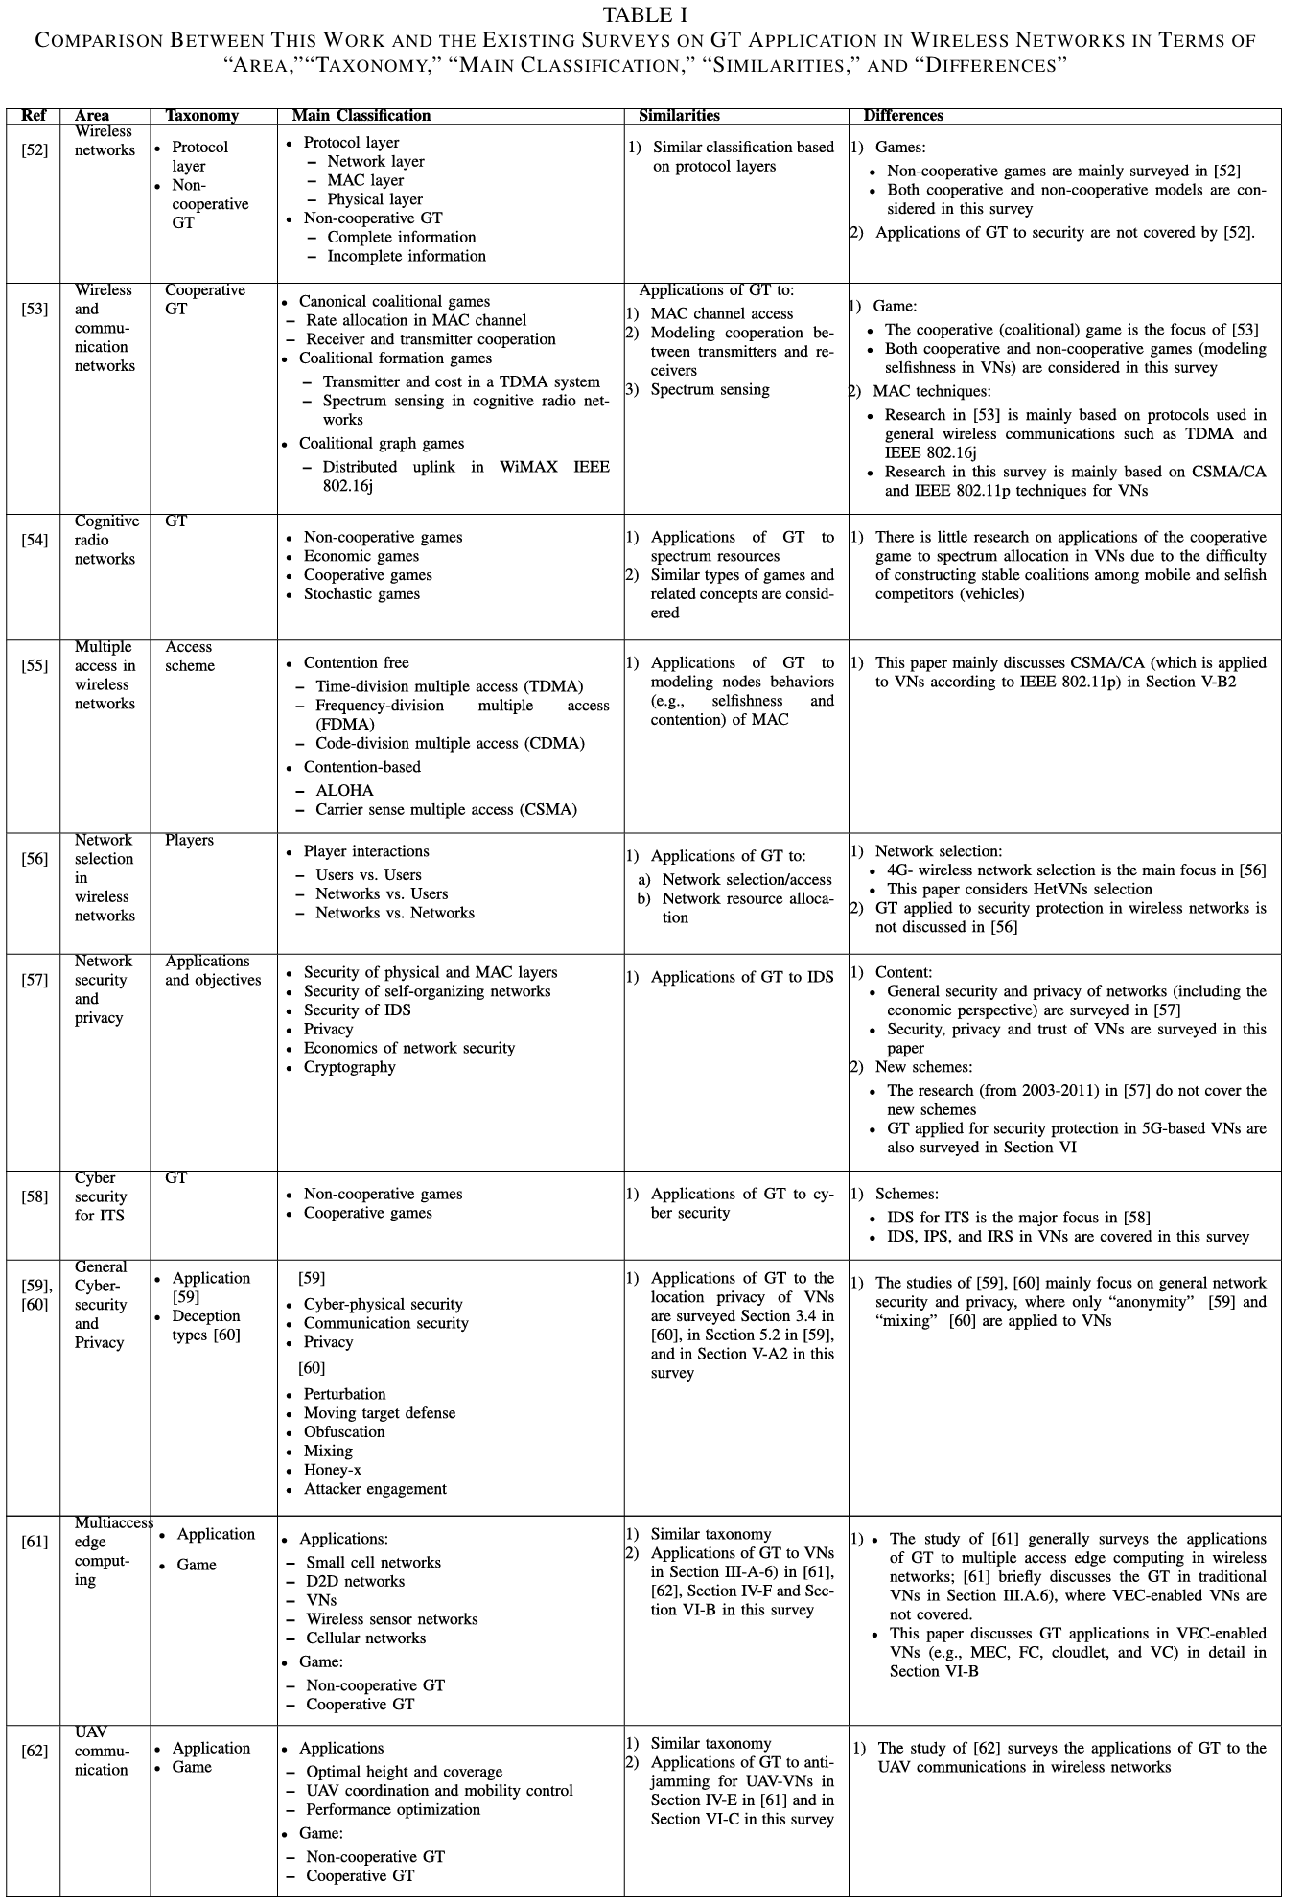 TABLE I
COMPARISON BETWEEN THIS WORK AND THE EXISTING SURVEYS ON GT APPLICATION IN WIRELESS NETWORKS IN TERMS OF
“AREA,”“TAXONOMY,” “MAIN CLASSIFICATION,” “SIMILARITIES,” AND “DIFFERENCES”
Ref Area Taxonomy Main Classification Similarities Differences
[52]
Wireless
networks
• Protocol
layer
• Non-
cooperative
GT
• Protocol layer
– Network layer
– MAC layer
– Physical layer
• Non-cooperative GT
– Complete information
– Incomplete information
1) Similar classification based
on protocol layers
1) Games:
• Non-cooperative games are mainly surveyed in [52]
• Both cooperative and non-cooperative models are con-
sidered in this survey
2) Applications of GT to security are not covered by [52].
[53]
Wireless
and
commu-
nication
networks
Cooperative
GT
• Canonical coalitional games
– Rate allocation in MAC channel
– Receiver and transmitter cooperation
• Coalitional formation games
– Transmitter and cost in a TDMA system
– Spectrum sensing in cognitive radio net-
works
• Coalitional graph games
– Distributed uplink in WiMAX IEEE
802.16j
Applications of GT to:
1) MAC channel access
2) Modeling cooperation be-
tween transmitters and re-
ceivers
3) Spectrum sensing
1) Game:
• The cooperative (coalitional) game is the focus of [53]
• Both cooperative and non-cooperative games (modeling
selfishness in VNs) are considered in this survey
2) MAC techniques:
• Research in [53] is mainly based on protocols used in
general wireless communications such as TDMA and
IEEE 802.16j
• Research in this survey is mainly based on CSMA/CA
and IEEE 802.11p techniques for VNs
[54]
Cognitive
radio
networks
GT
• Non-cooperative games
• Economic games
• Cooperative games
• Stochastic games
1) Applications of GT to
spectrum resources
2) Similar types of games and
related concepts are consid-
ered
1) There is little research on applications of the cooperative
game to spectrum allocation in VNs due to the difficulty
of constructing stable coalitions among mobile and selfish
competitors (vehicles)
[55]
Multiple
access in
wireless
networks
Access
scheme
• Contention free
– Time-division multiple access (TDMA)
– Frequency-division multiple access
(FDMA)
– Code-division multiple access (CDMA)
• Contention-based
– ALOHA
– Carrier sense multiple access (CSMA)
1) Applications of GT to
modeling nodes behaviors
(e.g., selfishness and
contention) of MAC
1) This paper mainly discusses CSMA/CA (which is applied
to VNs according to IEEE 802.11p) in Section V-B2
[56]
Network
selection
in
wireless
networks
Players
• Player interactions
– Users vs. Users
– Networks vs. Users
– Networks vs. Networks
1) Applications of GT to:
a) Network selection/access
b) Network resource alloca-
tion
1) Network selection:
• 4G- wireless network selection is the main focus in [56]
• This paper considers HetVNs selection
2) GT applied to security protection in wireless networks is
not discussed in [56]
[57]
Network
security
and
privacy
Applications
and objectives
• Security of physical and MAC layers
• Security of self-organizing networks
• Security of IDS
• Privacy
• Economics of network security
• Cryptography
1) Applications of GT to IDS
1) Content:
• General security and privacy of networks (including the
economic perspective) are surveyed in [57]
• Security, privacy and trust of VNs are surveyed in this
paper
2) New schemes:
• The research (from 2003-2011) in [57] do not cover the
new schemes
• GT applied for security protection in 5G-based VNs are
also surveyed in Section VI
[58]
Cyber
security
for ITS
GT
• Non-cooperative games
• Cooperative games
1) Applications of GT to cy-
ber security
1) Schemes:
• IDS for ITS is the major focus in [58]
• IDS, IPS, and IRS in VNs are covered in this survey
[59],
[60]
General
Cyber-
security
and
Privacy
• Application
[59]
• Deception
types [60]
[59]
• Cyber-physical security
• Communication security
• Privacy
[60]
• Perturbation
• Moving target defense
• Obfuscation
• Mixing
• Honey-x
• Attacker engagement
1) Applications of GT to the
location privacy of VNs
are surveyed Section 3.4 in
[60], in Section 5.2 in [59],
and in Section V-A2 in this
survey
1) The studies of [59], [60] mainly focus on general network
security and privacy, where only “anonymity” [59] and
“mixing” [60] are applied to VNs
[61]
Multiaccess
edge
comput-
ing
• Application
• Game
• Applications:
– Small cell networks
– D2D networks
– VNs
– Wireless sensor networks
– Cellular networks
• Game:
– Non-cooperative GT
– Cooperative GT
1) Similar taxonomy
2) Applications of GT to VNs
in Section III-A-6) in [61],
[62], Section IV-F and Sec-
tion VI-B in this survey
1) • The study of [61] generally surveys the applications
of GT to multiple access edge computing in wireless
networks; [61] briefly discusses the GT in traditional
VNs in Section III.A.6), where VEC-enabled VNs are
not covered.
• This paper discusses GT applications in VEC-enabled
VNs (e.g., MEC, FC, cloudlet, and VC) in detail in
Section VI-B
[62]
UAV
commu-
nication
• Application
• Game
• Applications
– Optimal height and coverage
– UAV coordination and mobility control
– Performance optimization
• Game:
– Non-cooperative GT
– Cooperative GT
1) Similar taxonomy
2) Applications of GT to anti-
jamming for UAV-VNs in
Section IV-E in [61] and in
Section VI-C in this survey
1) The study of [62] surveys the applications of GT to the
UAV communications in wireless networks